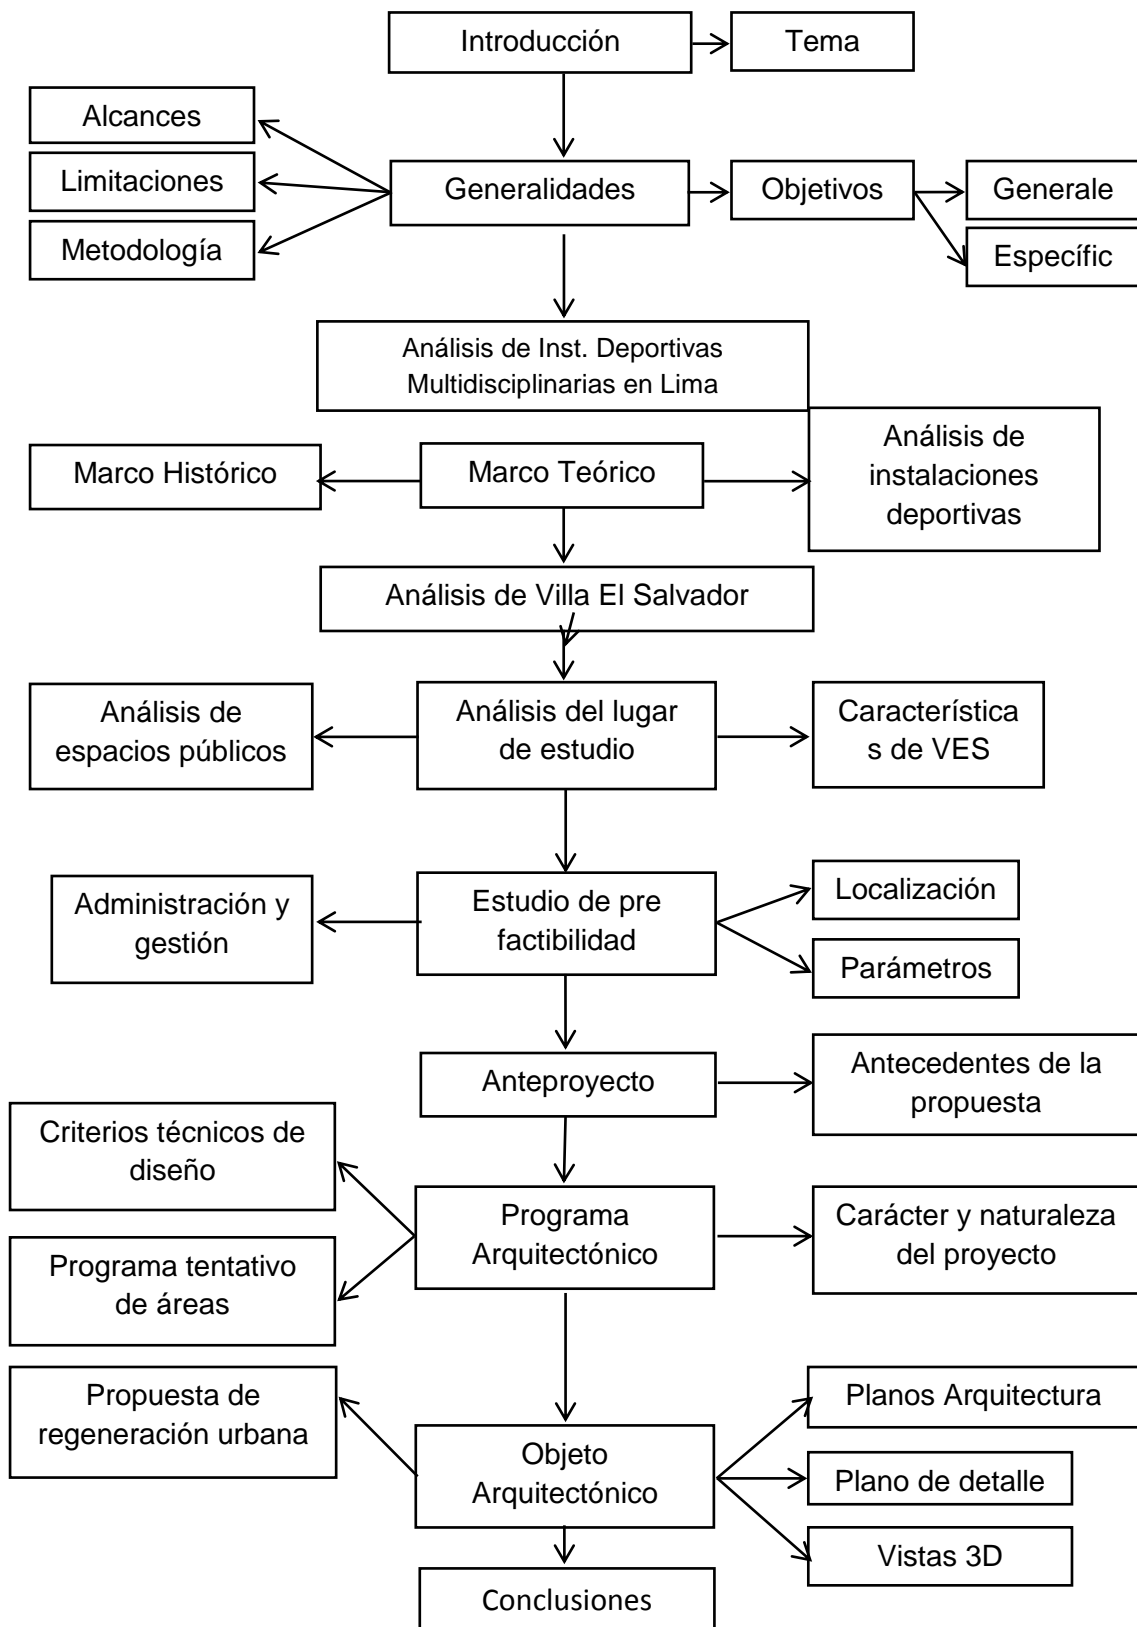 Introducción
Tema
Alcances
Limitaciones
Metodología
Generalidades
Objetivos
Generale
Específic
Análisis de Inst. Deportivas
Multidisciplinarias en Lima
Marco Histórico
Marco Teórico
Análisis de
instalaciones
deportivas
Análisis de Villa El Salvador
Análisis de
espacios públicos
Análisis del lugar
de estudio
Característica
s de VES
Administración y
gestión
Estudio de pre
factibilidad
Localización
Parámetros
Anteproyecto
Antecedentes de la
propuesta
Criterios técnicos de
diseño
Programa tentativo
de áreas
Programa
Arquitectónico
Carácter y naturaleza
del proyecto
Propuesta de
regeneración urbana
Objeto
Arquitectónico
Planos Arquitectura
Plano de detalle
Vistas 3D
Conclusiones